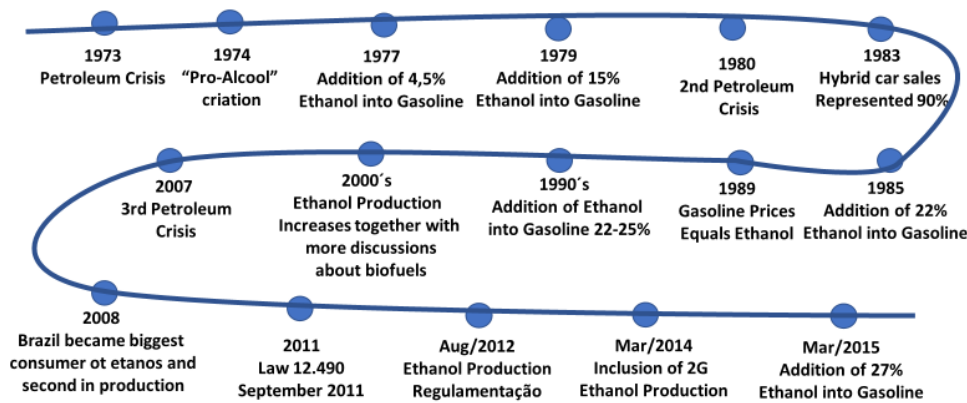 1973
Petroleum Crisis
1974
“Pro-Alcool”
criation
1977
Addition of 4,5%
Ethanol into Gasoline
1979
Addition of 15%
Ethanol into Gasoline
1980
2nd Petroleum
Crisis
1983
Hybrid car sales
Represented 90%
1985
Addition of 22%
Ethanol into Gasoline
1989
Gasoline Prices
Equals Ethanol
1990´s
Addition of Ethanol
into Gasoline 22-25%
2000´s
Ethanol Production
Increases together with
more discussions
about biofuels
2007
3rd Petroleum
Crisis
2008
Brazil became biggest
consumer ot etanos and
second in production
2011
Law 12.490
September 2011
Aug/2012
Ethanol Production
Regulamentação
Mar/2014
Inclusion of 2G
Ethanol Production
Mar/2015
Addition of 27%
Ethanol into Gasoline